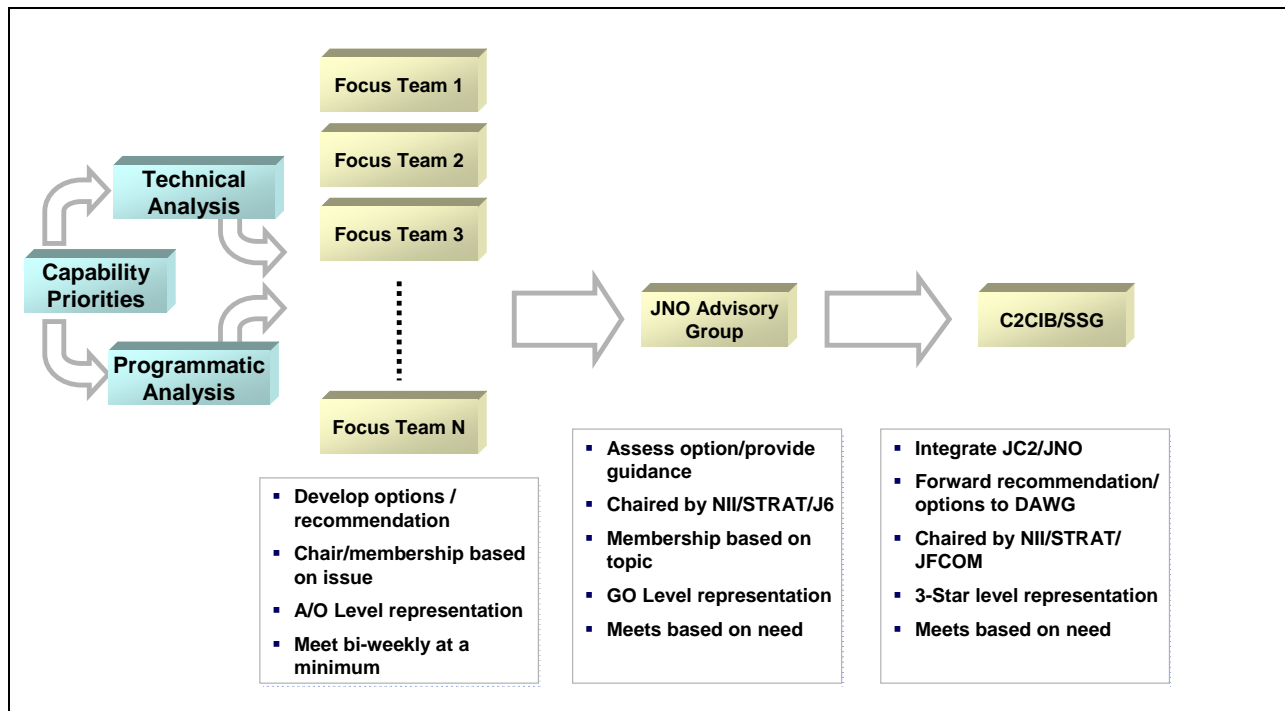 Focus Team 1
Focus Team 2
Technical
Analysis
Focus Team 3
Capability
Priorities
JNO Advisory
Group
C2CIB/SSG
Programmatic
Analysis
Focus Team N
▪ Develop options /
recommendation
▪ Chair/membership based
on issue
▪ A/O Level representation
▪ Meet bi-weekly at a
minimum
▪ Assess option/provide
guidance
▪ Chaired by NII/STRAT/J6
▪ Membership based on
topic
▪ GO Level representation
▪ Meets based on need
▪ Integrate JC2/JNO
▪ Forward recommendation/
options to DAWG
▪ Chaired by NII/STRAT/
JFCOM
▪ 3-Star level representation
▪ Meets based on need